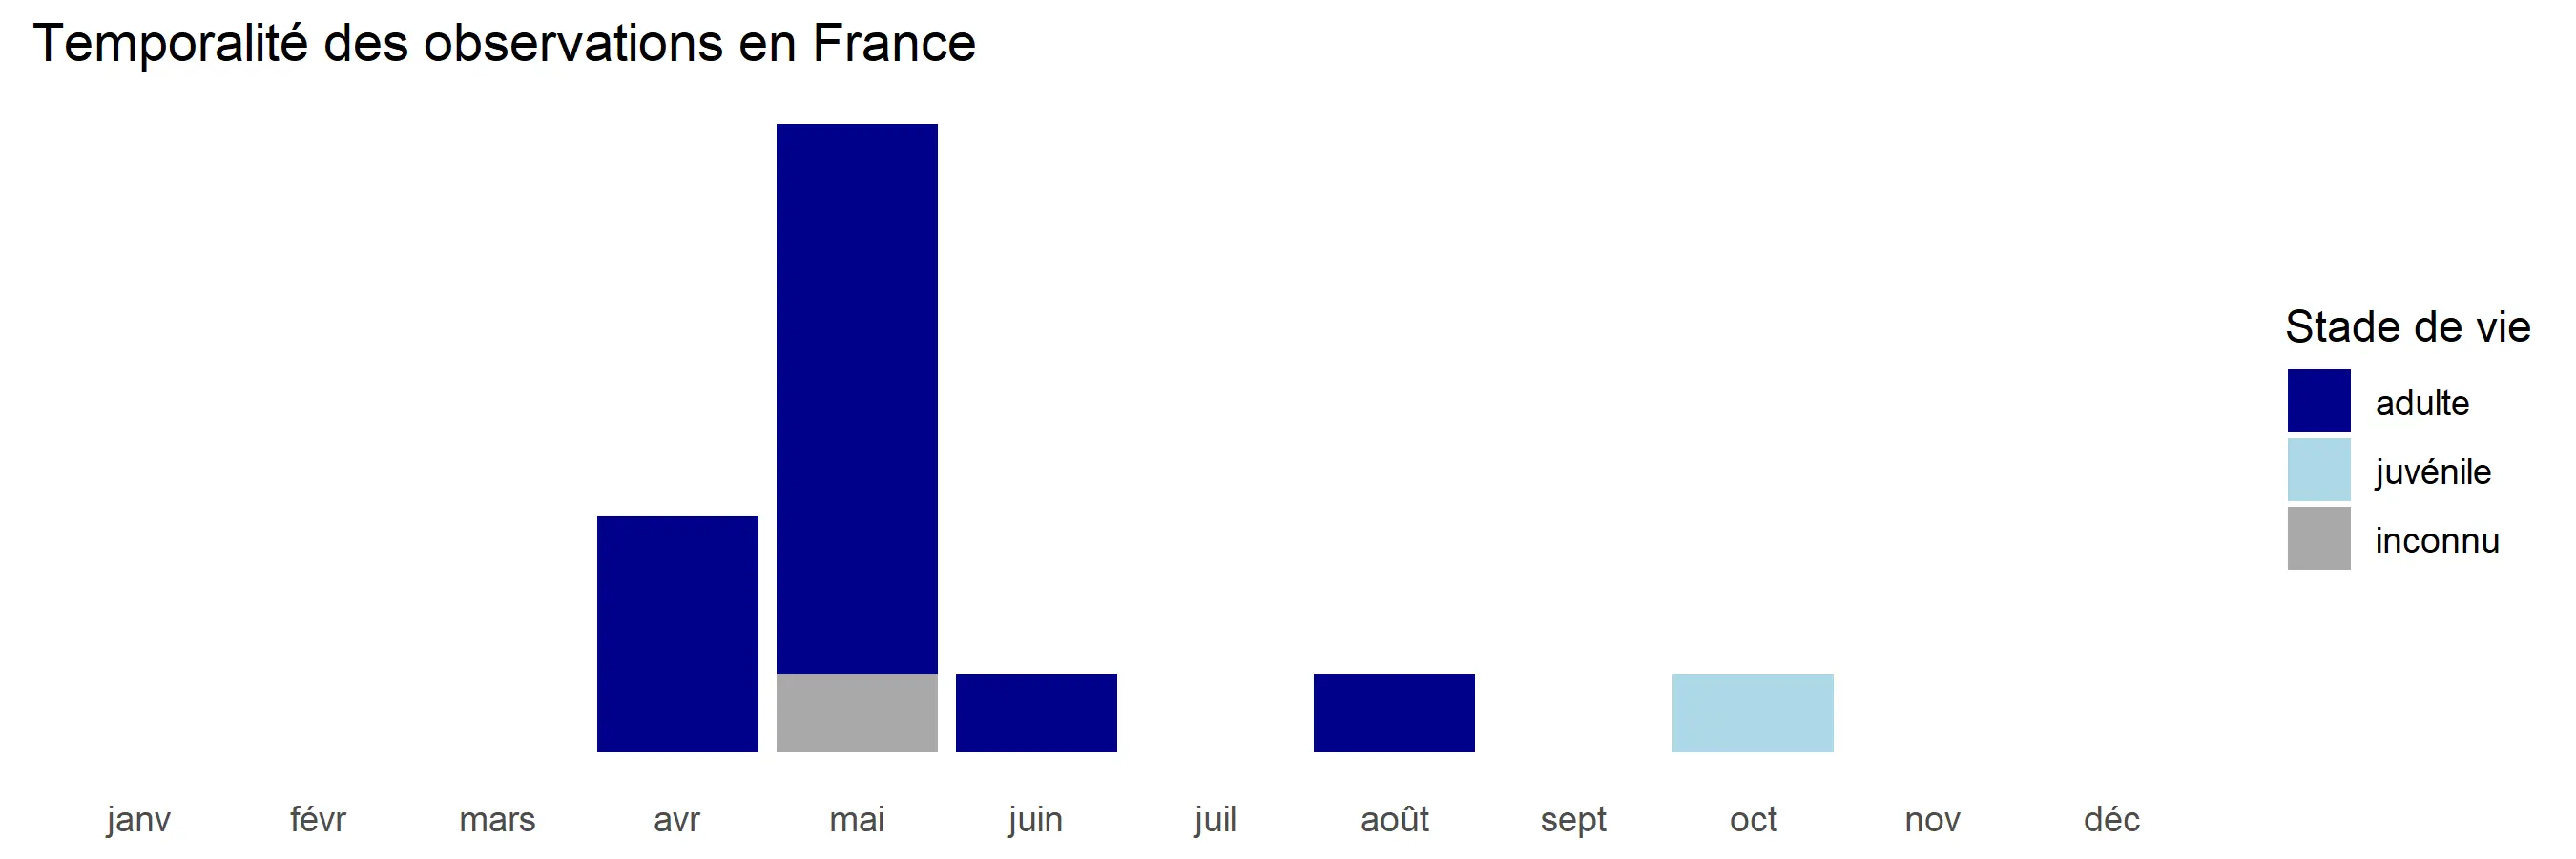 Temporalité des observations en France
Stade de vie
adulte
juvénile
inconnu
janv févr mars avr mai juin juil août sept oct nov déc